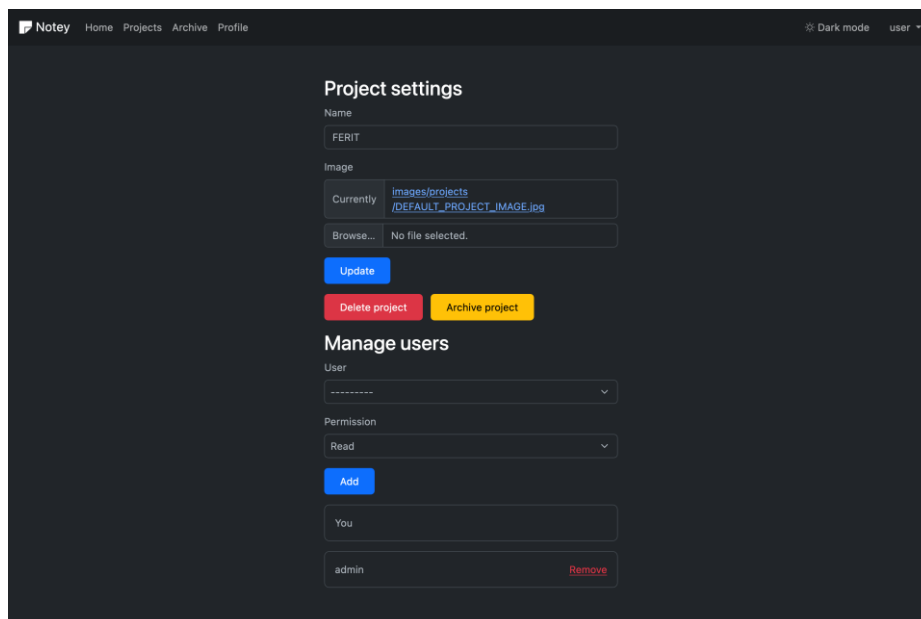 Notey Home Projects Archive Profile Dark mode user
Project settings
Name
FERIT
Image
Currently images/projects
/DEFAULT_PROJECT_IMAGE.jpg
Browse... No file selected.
Update
Delete project Archive project
Manage users
User
---------
Permission
Read
Add
You
admin Remove